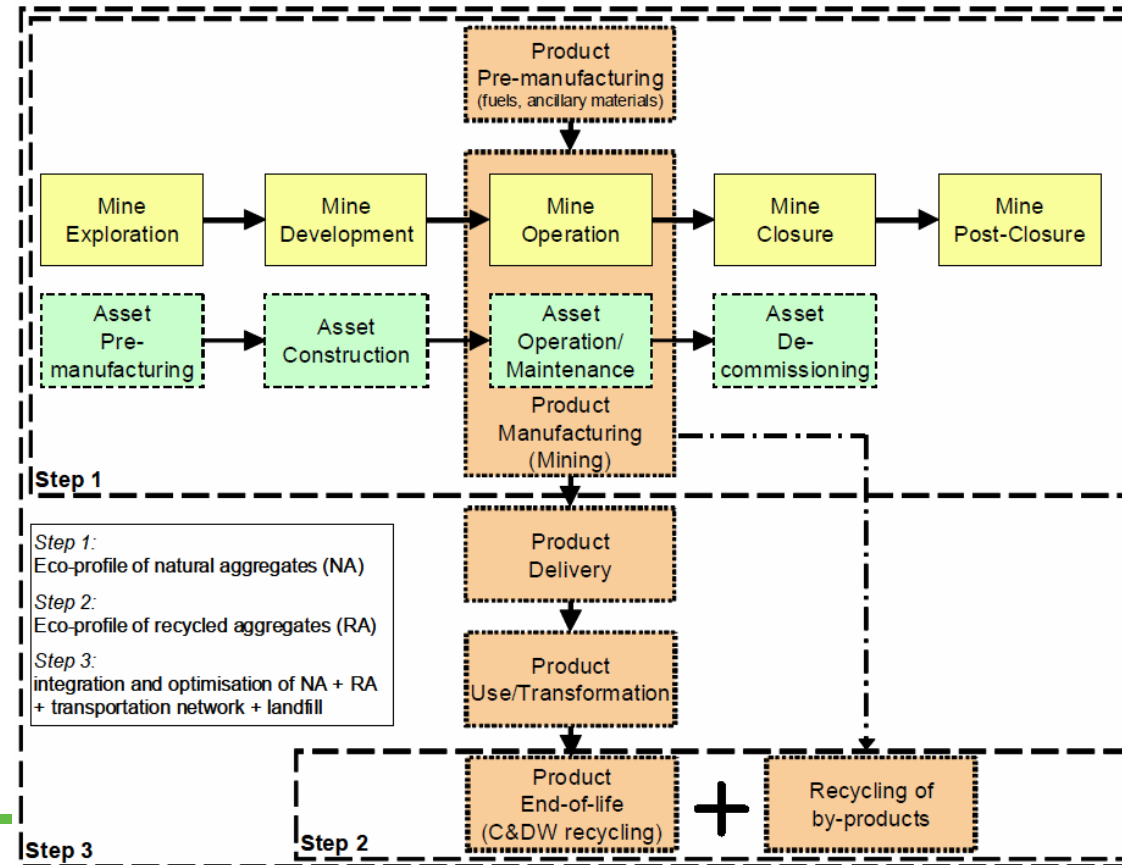 Product
Pre-manufacturing
(fuels, ancillary materials)
Mine
Exploration
Mine
Development
Mine
Operation
Mine
Closure
Mine
Post-Closure
Asset
Pre-
manufacturing
Asset
Construction
Asset
Operation/
Maintenance
Asset
De-
commissioning
Product
Manufacturing
(Mining)
Step 1
Step 1:
Eco-profile of natural aggregates (NA)
Step 2:
Eco-profile of recycled aggregates (RA)
Step 3:
integration and optimisation of NA + RA
+ transportation network + landfill
Product
Delivery
Product
Use/Transformation
Product
End-of-life
(C&DW recycling)
+
Recycling of
by-products
Step 2
Step 3